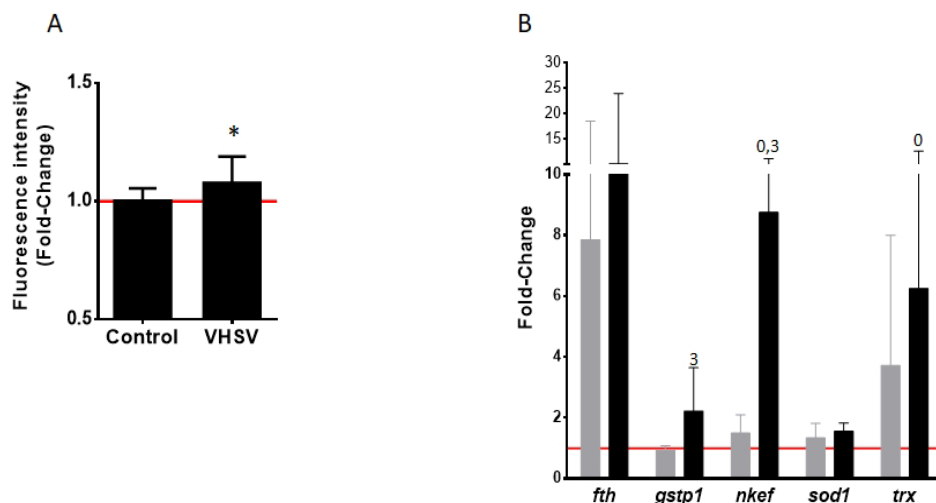 A
Fluorescence intensity
(Fold-Change)
1.5
1.0
0.5
*
Control VHSV
B
Fold-Change
30
25
20
15
10
8
6
4
2
0
3
0,3
0
fth gstp1 nkef sod1 trx